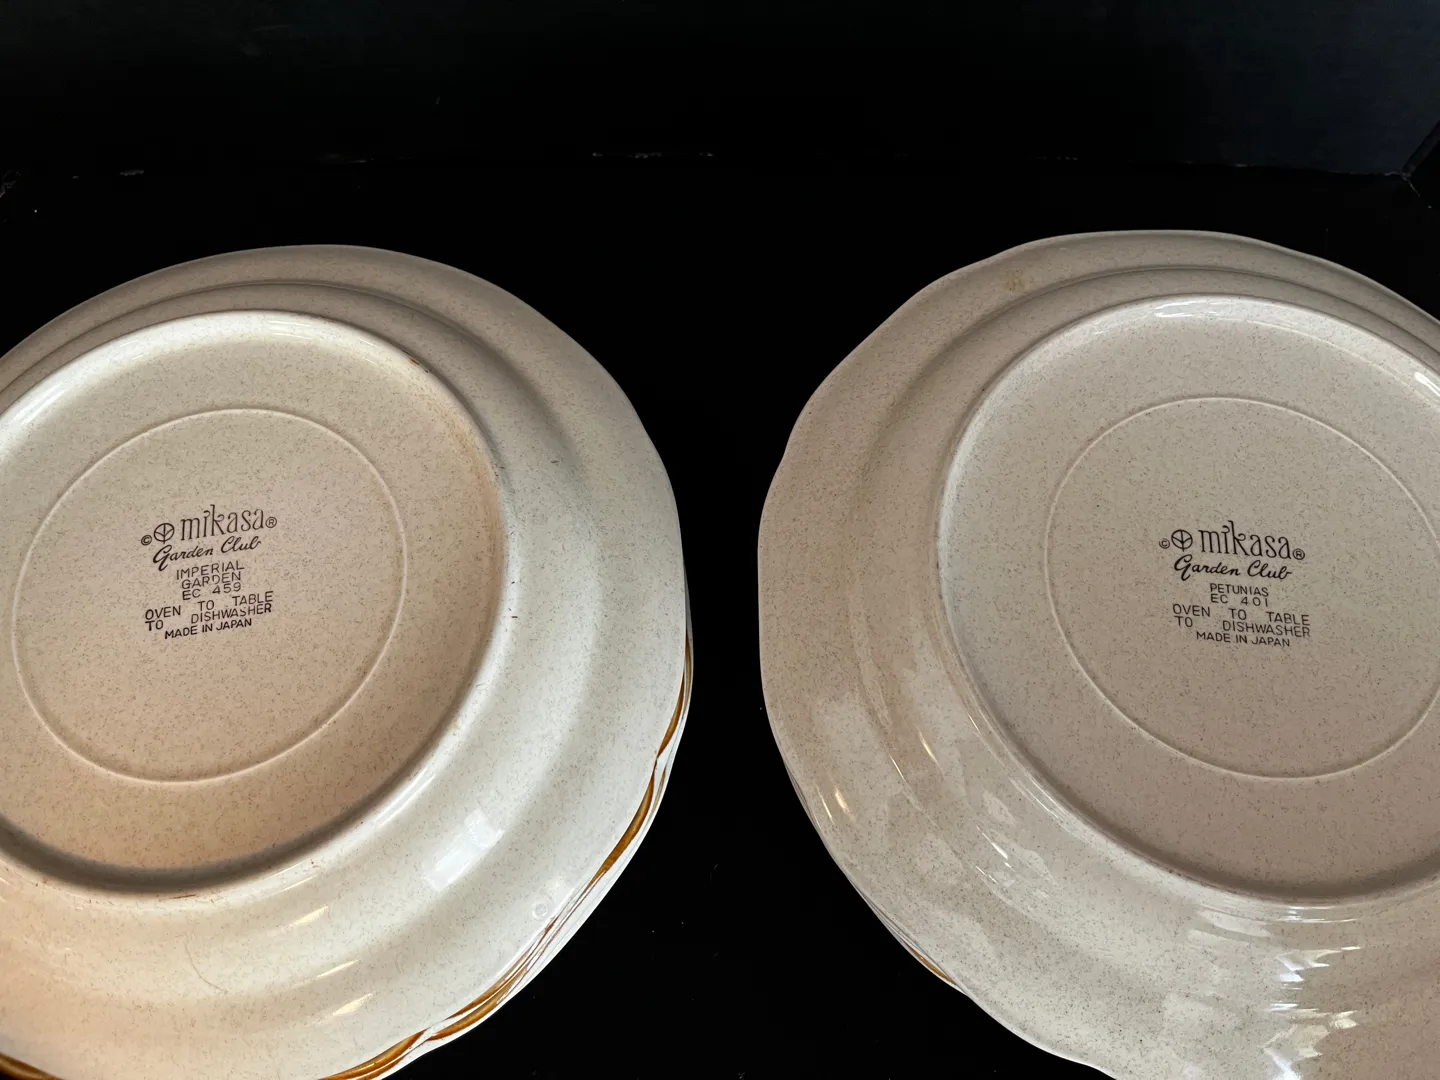 © mikasa®
Garden Club
IMPERIAL
GARDEN
EC 459
OVEN TO TABLE
TO DISHWASHER
MADE IN JAPAN
© mikasa®
Garden Club
PETUNIAS
EC 401
OVEN TO TABLE
TO DISHWASHER
MADE IN JAPAN